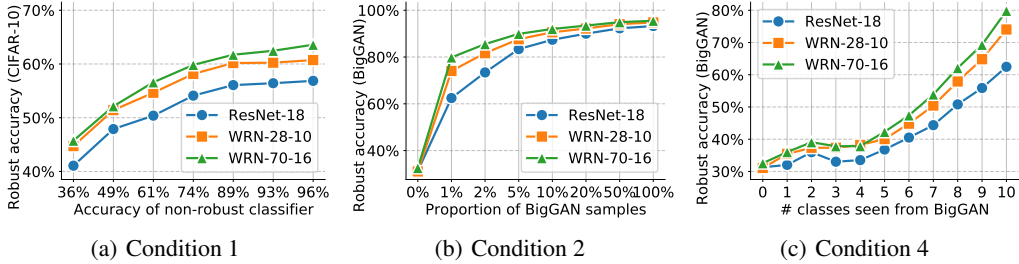 Robust accuracy (CIFAR-10)
70%
60%
50%
40%
36% 49% 61% 74% 89% 93% 96%
Accuracy of non-robust classifier
ResNet-18
WRN-28-10
WRN-70-16
(a) Condition 1
Robust accuracy (BigGAN)
100%
80%
60%
40%
0% 1% 2% 5% 10% 20% 50% 100%
Proportion of BigGAN samples
ResNet-18
WRN-28-10
WRN-70-16
(b) Condition 2
Robust accuracy (BigGAN)
80%
70%
60%
50%
40%
30%
0 1 2 3 4 5 6 7 8 9 10
# classes seen from BigGAN
ResNet-18
WRN-28-10
WRN-70-16
(c) Condition 4